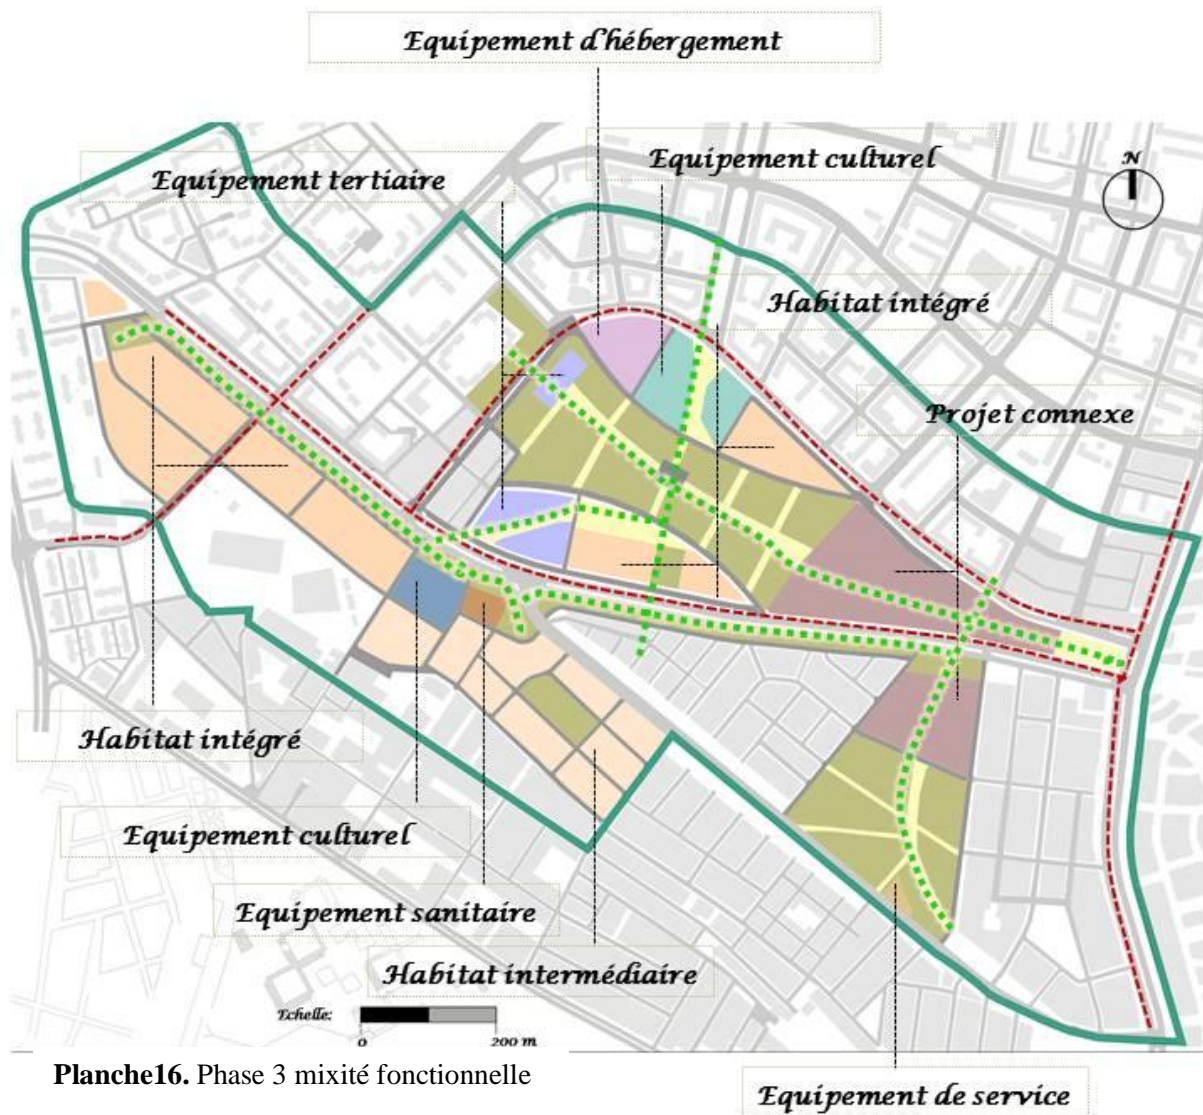 Equipement d'hébergement
Equipement culturel
Equipement tertiaire
N
Habitat intégré
Projet connexe
Habitat intégré
Equipement culturel
Equipement sanitaire
Habitat intermédiaire
Echelle:
0 200 m
Planche16. Phase 3 mixité fonctionnelle
Equipement de service